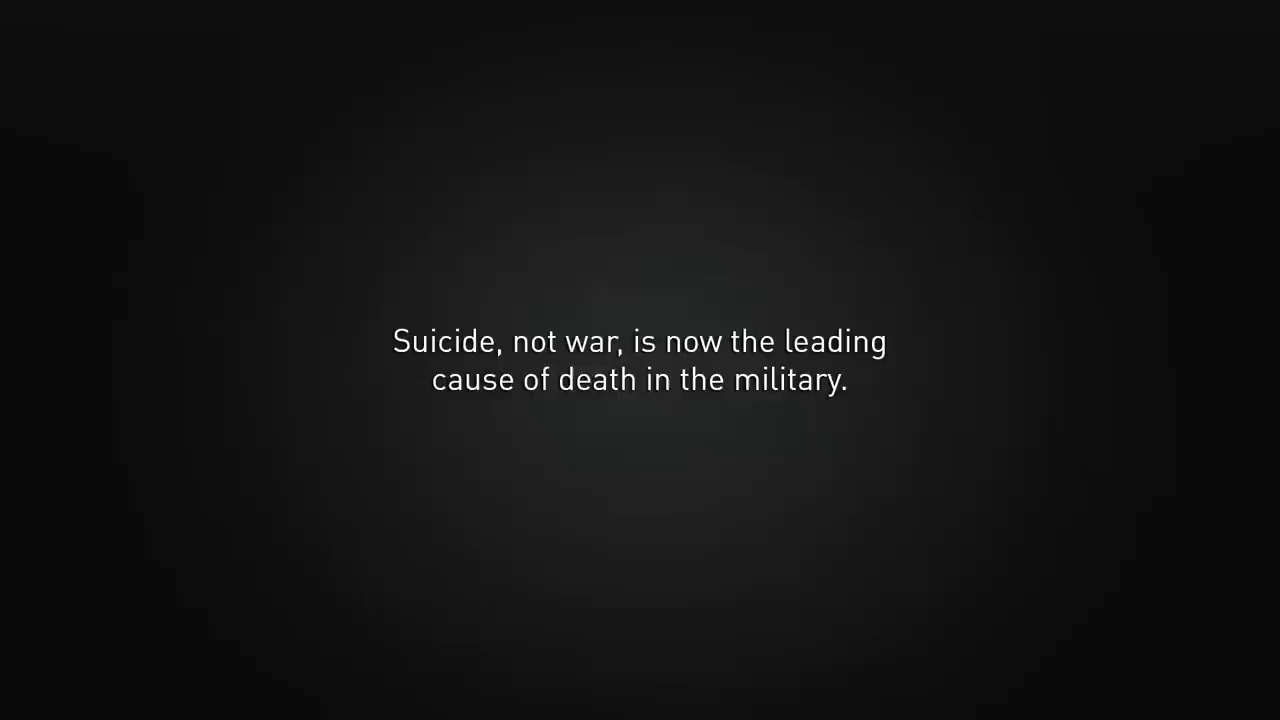 Suicide, not war, is now the leading
cause of death in the military.